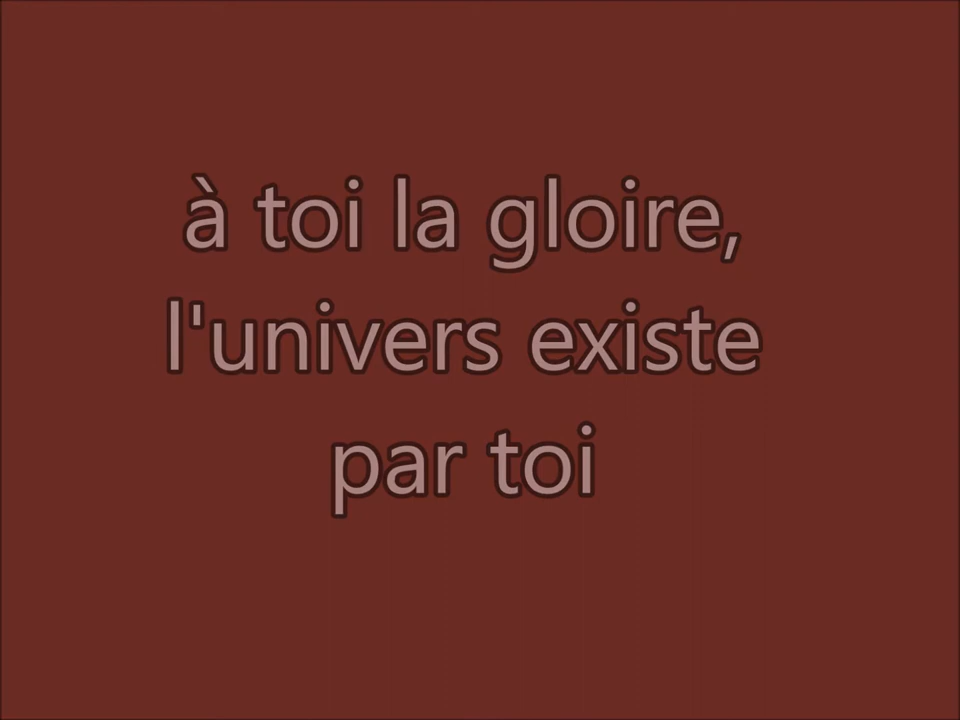 à toi la gloire,
l'univers existe
par toi